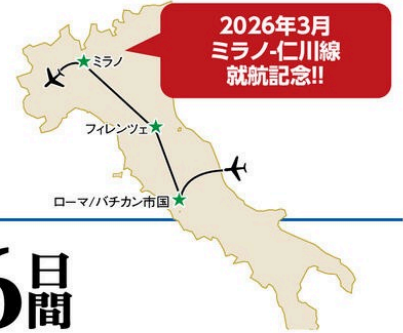 2026年3月
ミラノ-仁川線
就航記念!!
ミラノ
フィレンツェ
ローマ/バチカン市国
6日間